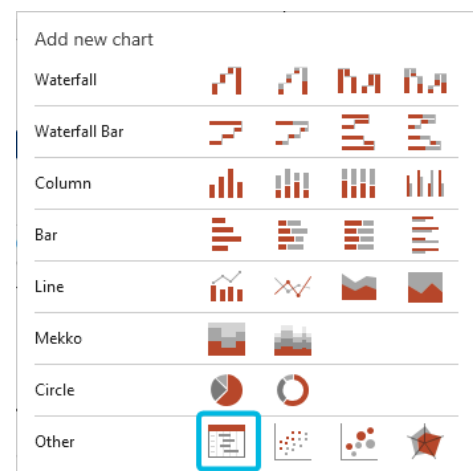 Add new chart
Waterfall
Waterfall Bar
Column
Bar
Line
Mekko
Circle
Other